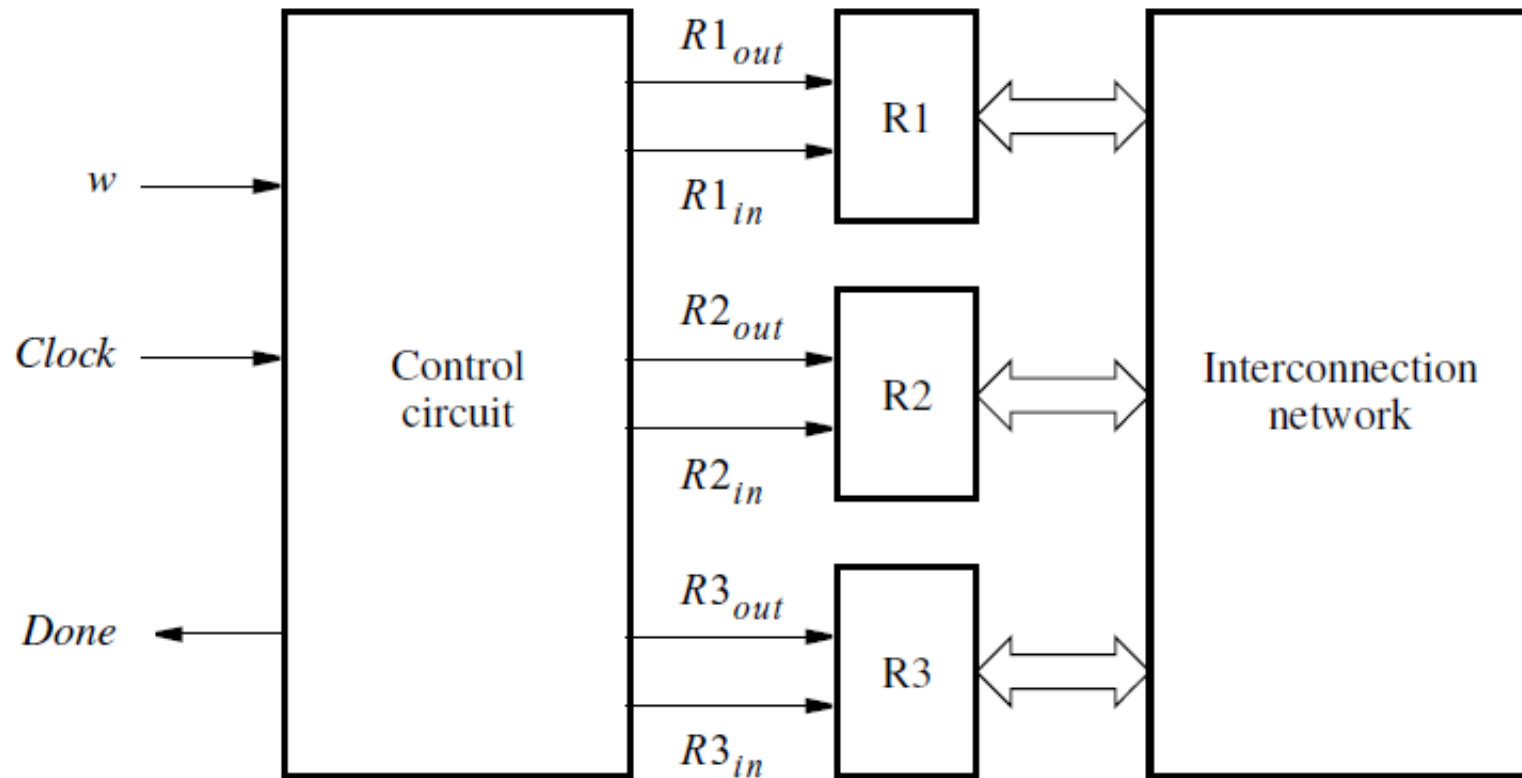 w
Clock
Done
Control
circuit
R1out
R1in
R2out
R2in
R3out
R3in
R1
R2
R3
Interconnection
network